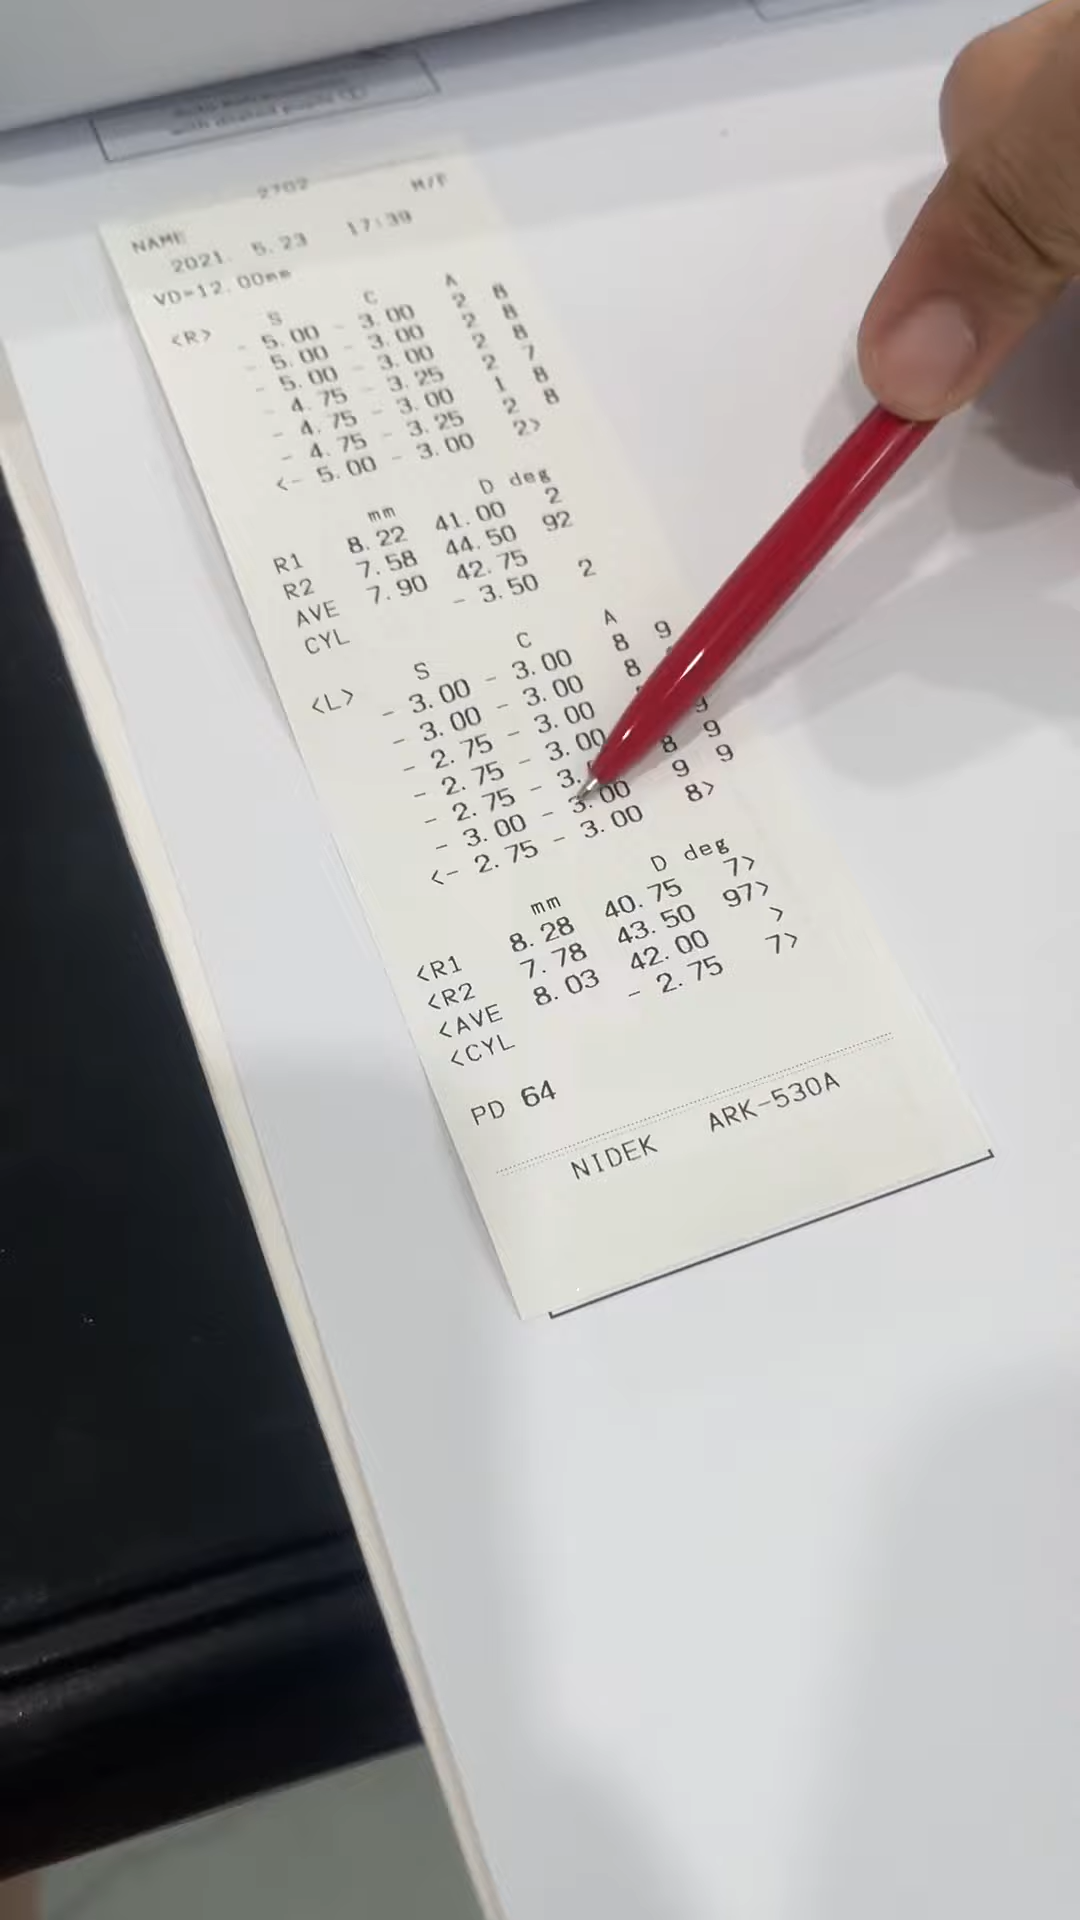 with dilated pupils
2702 M/F
NAME
2021. 5.23 17:39
VD=12.00mm
<R> S C A
- 5.00 - 3.00 2 8
- 5.00 - 3.00 2 8
- 5.00 - 3.00 2 8
- 4.75 - 3.25 2 7
- 4.75 - 3.00 1 8
- 4.75 - 3.25 2 8
<- 5.00 - 3.00 2>
mm D deg
R1 8.22 41.00 2
R2 7.58 44.50 92
AVE 7.90 42.75
CYL - 3.50 2
<L> S C A
- 3.00 - 3.00 8 9
- 3.00 - 3.00 8
- 2.75 - 3.00 9
- 2.75 - 3.00 8 9
- 2.75 - 3. 9 9
- 3.00 - 3.00
<- 2.75 - 3.00 8>
mm D deg
<R1 8.28 40.75 7>
<R2 7.78 43.50 97>
<AVE 8.03 42.00 >
<CYL - 2.75 7>
PD 64
NIDEK ARK-530A